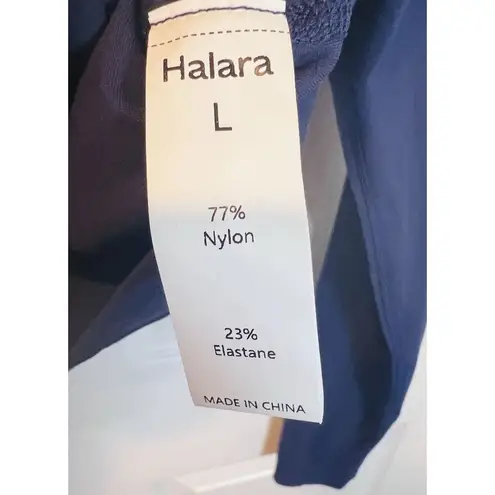 Halara
L
77%
Nylon
23%
Elastane
MADE IN CHINA